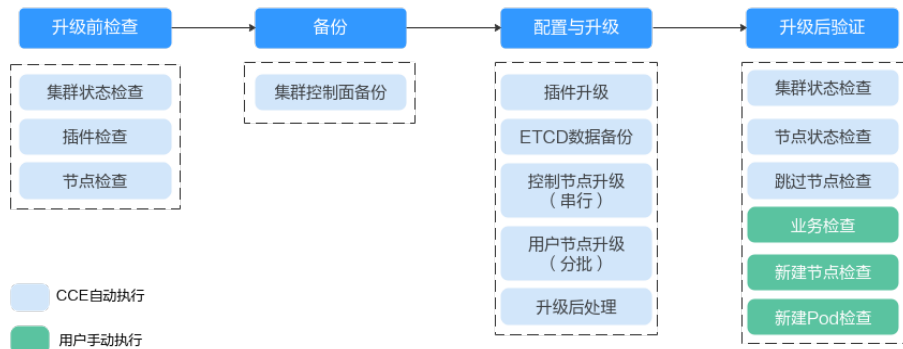 升级前检查
备份
配置与升级
升级后验证
集群状态检查
插件检查
节点检查
集群控制面备份
插件升级
ETCD数据备份
控制节点升级
（串行）
用户节点升级
（分批）
升级后处理
集群状态检查
节点状态检查
跳过节点检查
业务检查
新建节点检查
新建Pod检查
CCE自动执行
用户手动执行